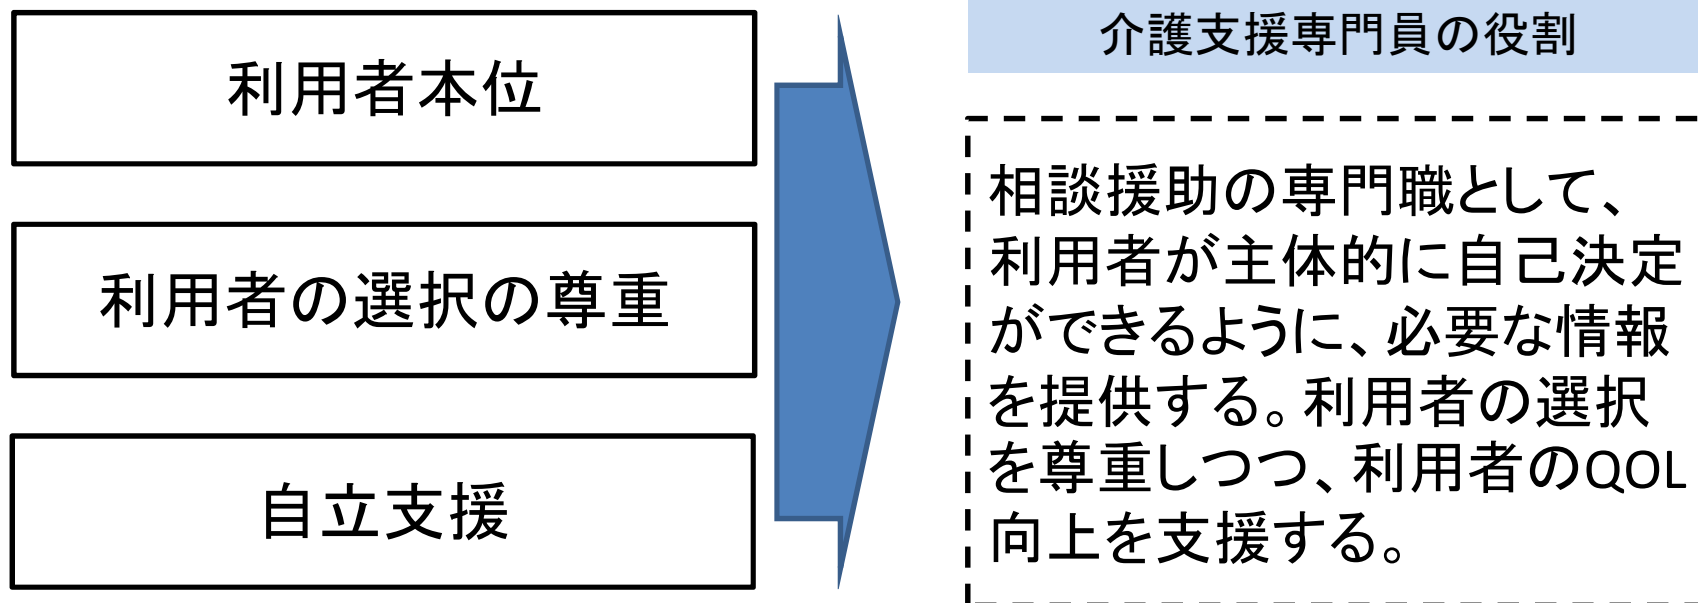 利用者本位
利用者の選択の尊重
自立支援
介護支援専門員の役割
相談援助の専門職として、
利用者が主体的に自己決定
ができるように、必要な情報
を提供する。利用者の選択
を尊重しつつ、利用者のQOL
向上を支援する。